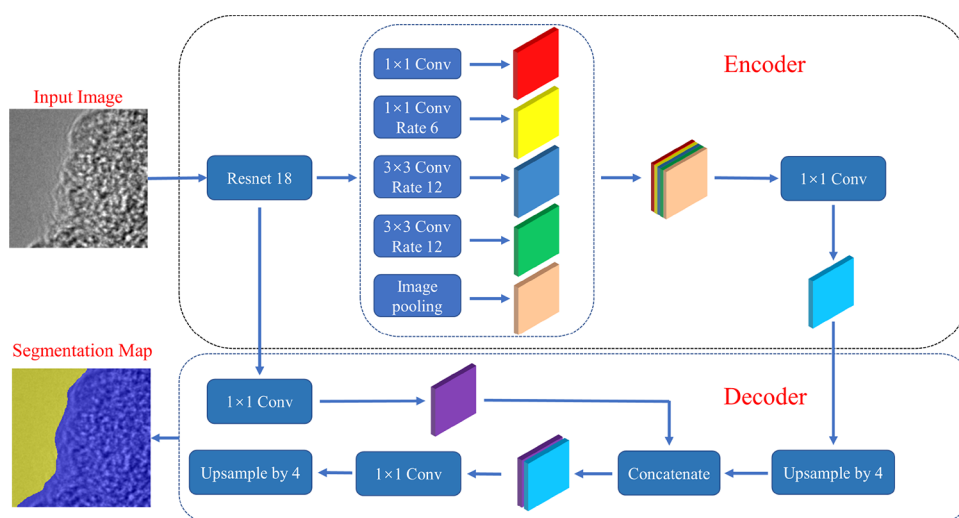 Encoder
Input Image
1×1 Conv
1×1 Conv
Rate 6
Resnet 18
3×3 Conv
Rate 12
1×1 Conv
3×3 Conv
Rate 12
Image
pooling
Segmentation Map
Decoder
1×1 Conv
Upsample by 4
1×1 Conv
Concatenate
Upsample by 4